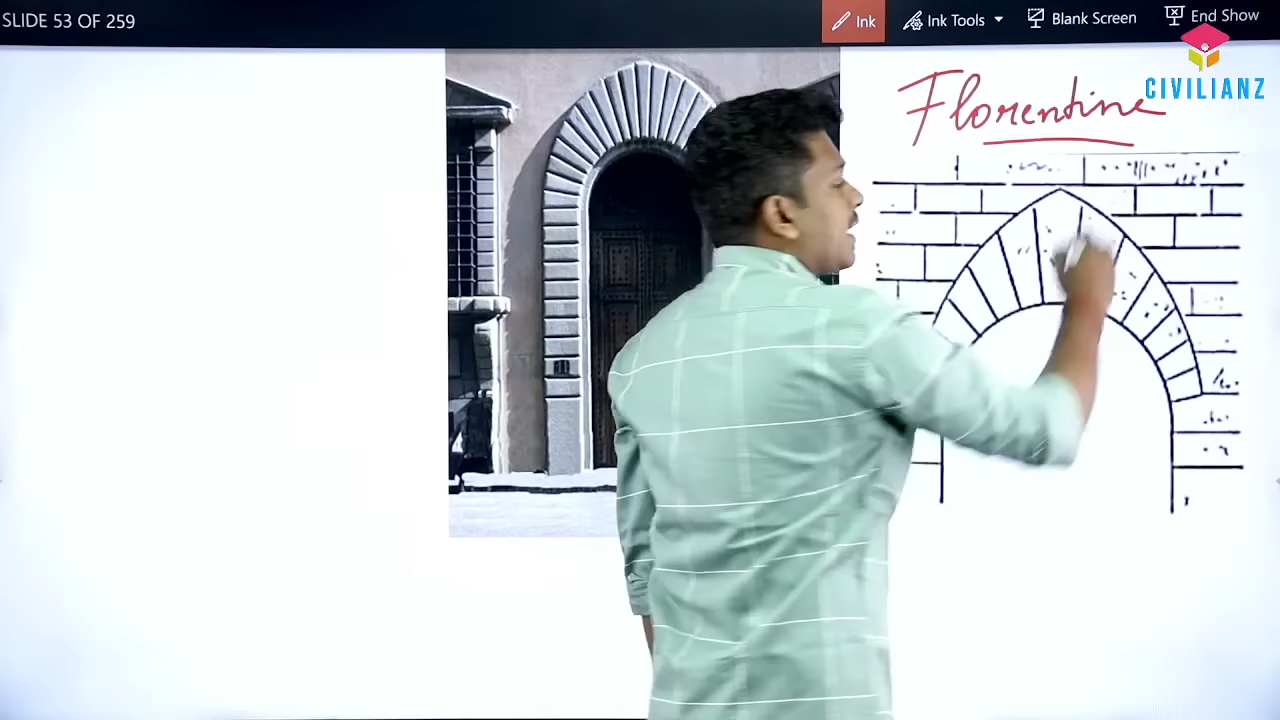 SLIDE 53 OF 259
Ink
Ink Tools
Blank Screen
End Show
CIVILIANZ
Florentine